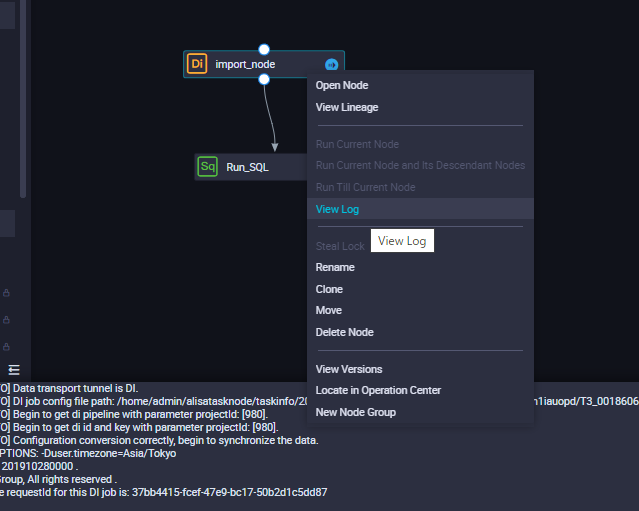 Di import_node
Open Node
View Lineage
Run Current Node
Run Current Node and Its Descendant Nodes
Sq Run_SQL
Run Till Current Node
View Log
View Log
Steal Lock
Rename
Clone
Move
Delete Node
View Versions
Locate in Operation Center
New Node Group
O] Data transport tunnel is DI.
O] DI job config file path: /home/admin/alisatasknode/taskinfo/20 n1iauopd/T3_0018606
O] Begin to get di pipeline with parameter projectId: [980].
O] Begin to get di id and key with parameter projectId: [980].
O] Configuration conversion correctly, begin to synchronize the data.
PTIONS: -Duser.timezone=Asia/Tokyo
201910280000 .
Group, All rights reserved .
e requestId for this DI job is: 37bb4415-fcef-47e9-bc17-50b2d1c5dd87